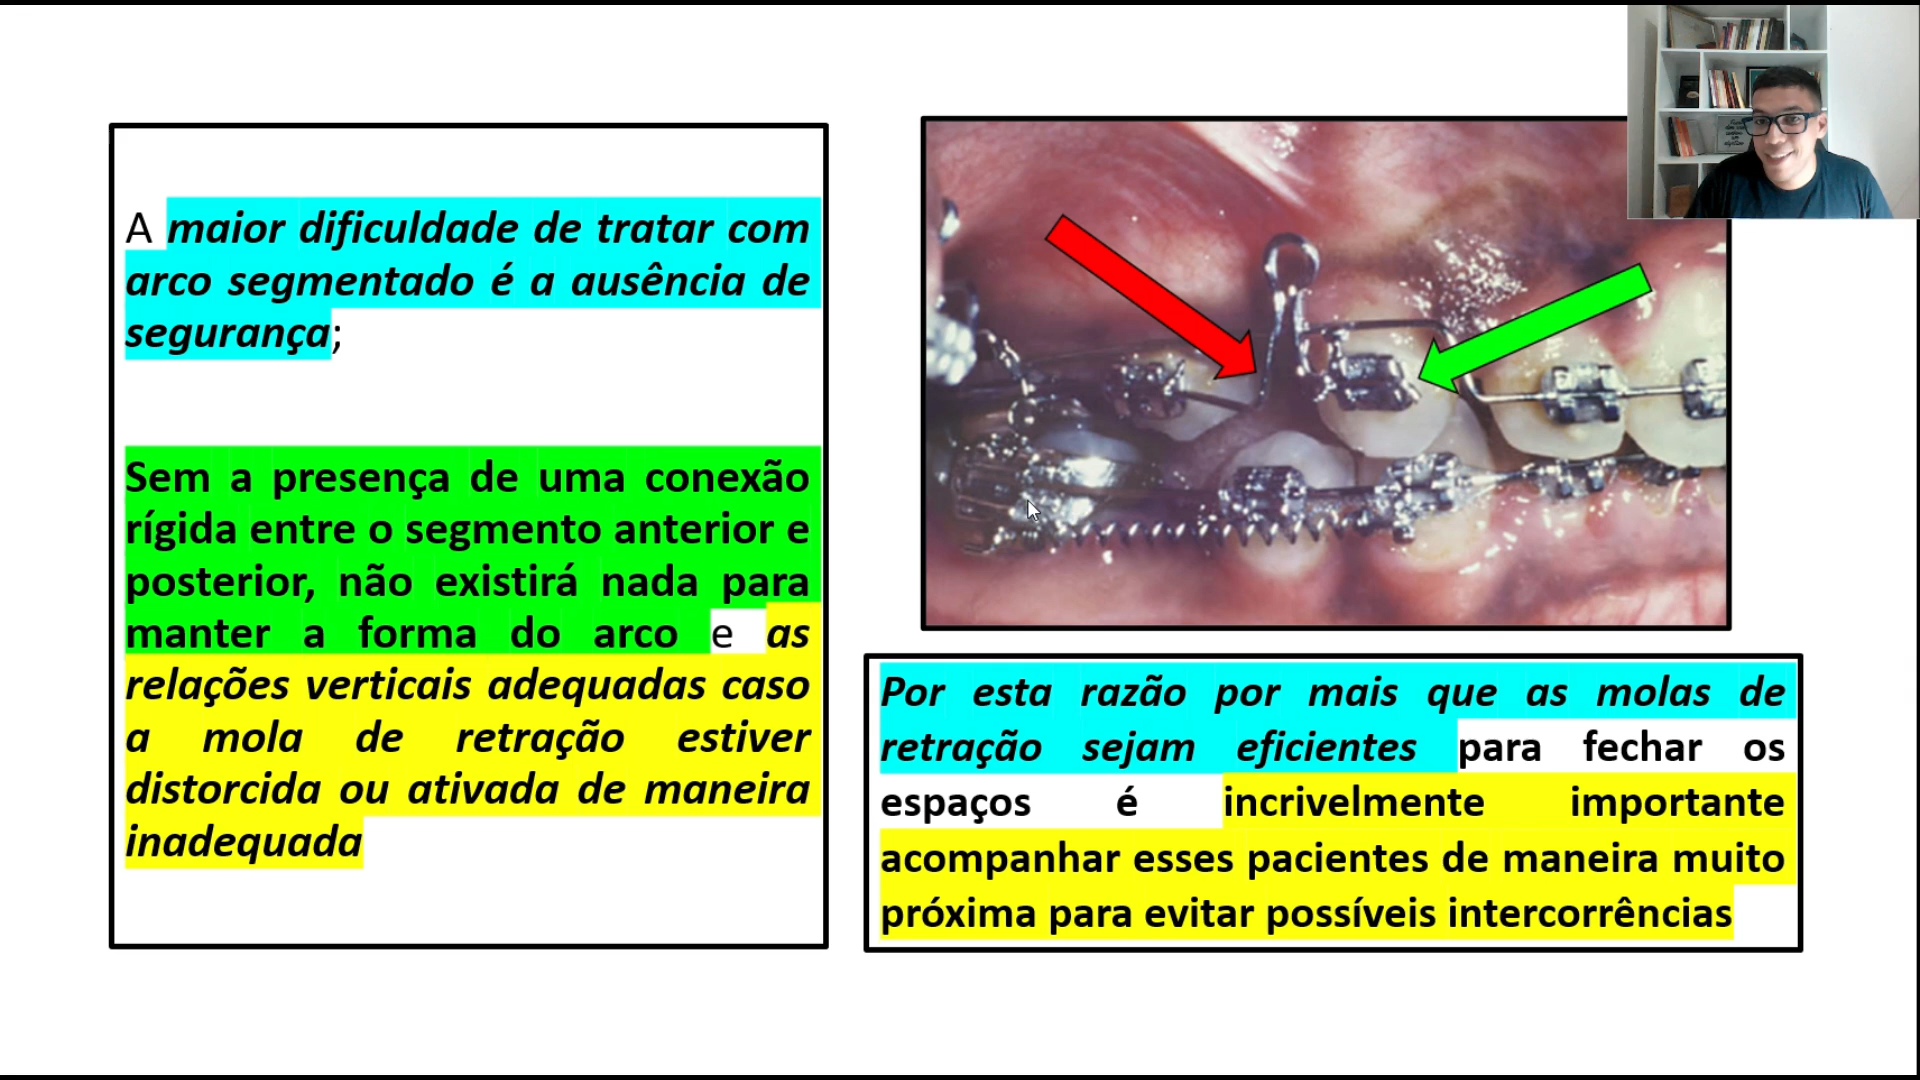 A maior dificuldade de tratar com
arco segmentado é a ausência de
segurança;
Sem a presença de uma conexão
rígida entre o segmento anterior e
posterior, não existirá nada para
manter a forma do arco e as
relações verticais adequadas caso
a mola de retração estiver
distorcida ou ativada de maneira
inadequada
Por esta razão por mais que as molas de
retração sejam eficientes para fechar os
espaços é incrivelmente importante
acompanhar esses pacientes de maneira muito
próxima para evitar possíveis intercorrências